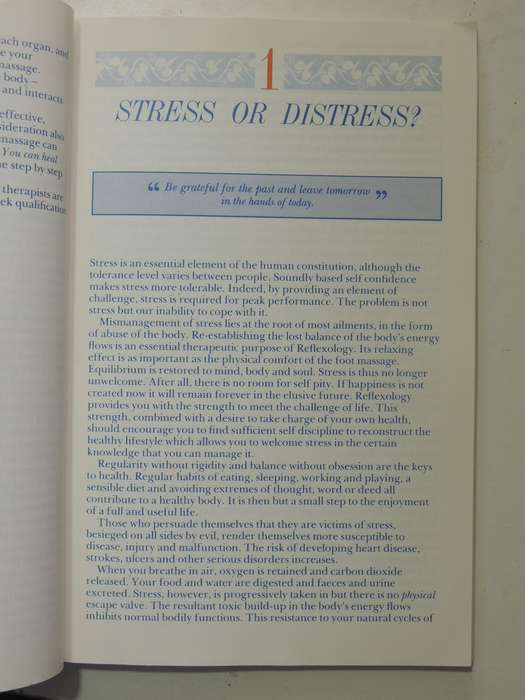 ach organ, and
e your
massage.
body –
and interacts
effective,
sideration also
massage can
You can heal
e step by step
therapists are
ek qualification
1
STRESS OR DISTRESS?
“ Be grateful for the past and leave tomorrow ”
in the hands of today.
Stress is an essential element of the human constitution, although the
tolerance level varies between people. Soundly based self confidence
makes stress more tolerable. Indeed, by providing an element of
challenge, stress is required for peak performance. The problem is not
stress but our inability to cope with it.
Mismanagement of stress lies at the root of most ailments, in the form
of abuse of the body. Re-establishing the lost balance of the body's energy
flows is an essential therapeutic purpose of Reflexology. Its relaxing
effect is as important as the physical comfort of the foot massage.
Equilibrium is restored to mind, body and soul. Stress is thus no longer
unwelcome. After all, there is no room for self pity. If happiness is not
created now it will remain forever in the elusive future. Reflexology
provides you with the strength to meet the challenge of life. This
strength, combined with a desire to take charge of your own health,
should encourage you to find sufficient self discipline to reconstruct the
healthy lifestyle which allows you to welcome stress in the certain
knowledge that you can manage it.
Regularity without rigidity and balance without obsession are the keys
to health. Regular habits of eating, sleeping, working and playing, a
sensible diet and avoiding extremes of thought, word or deed all
contribute to a healthy body. It is then but a small step to the enjoyment
of a full and useful life.
Those who persuade themselves that they are victims of stress,
besieged on all sides by evil, render themselves more susceptible to
disease, injury and malfunction. The risk of developing heart disease,
strokes, ulcers and other serious disorders increases.
When you breathe in air, oxygen is retained and carbon dioxide
released. Your food and water are digested and faeces and urine
excreted. Stress, however, is progressively taken in but there is no physical
escape valve. The resultant toxic build-up in the body's energy flows
inhibits normal bodily functions. This resistance to your natural cycles of